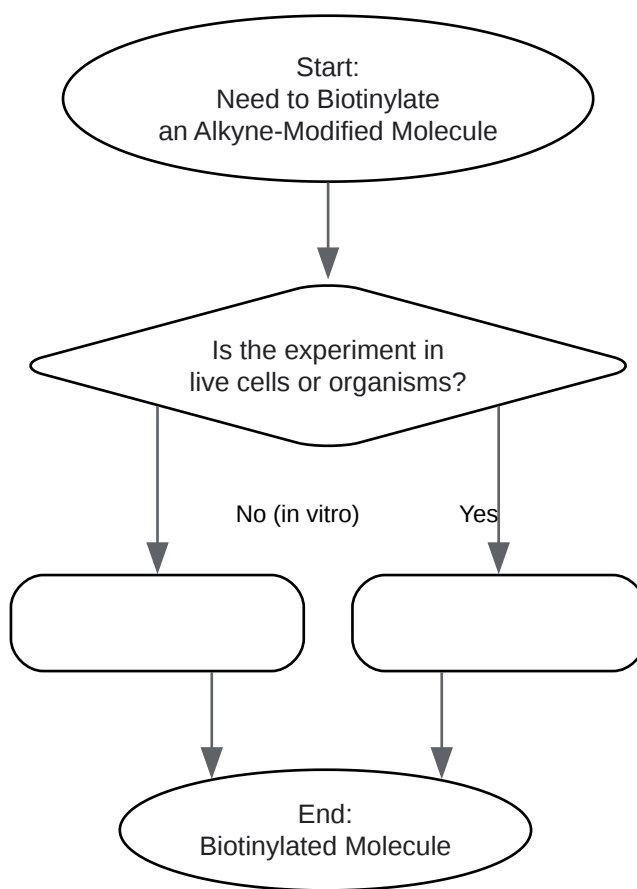 Start:
Need to Biotinylate
an Alkyne-Modified Molecule
Is the experiment in
live cells or organisms?
No (in vitro)
Yes
End:
Biotinylated Molecule